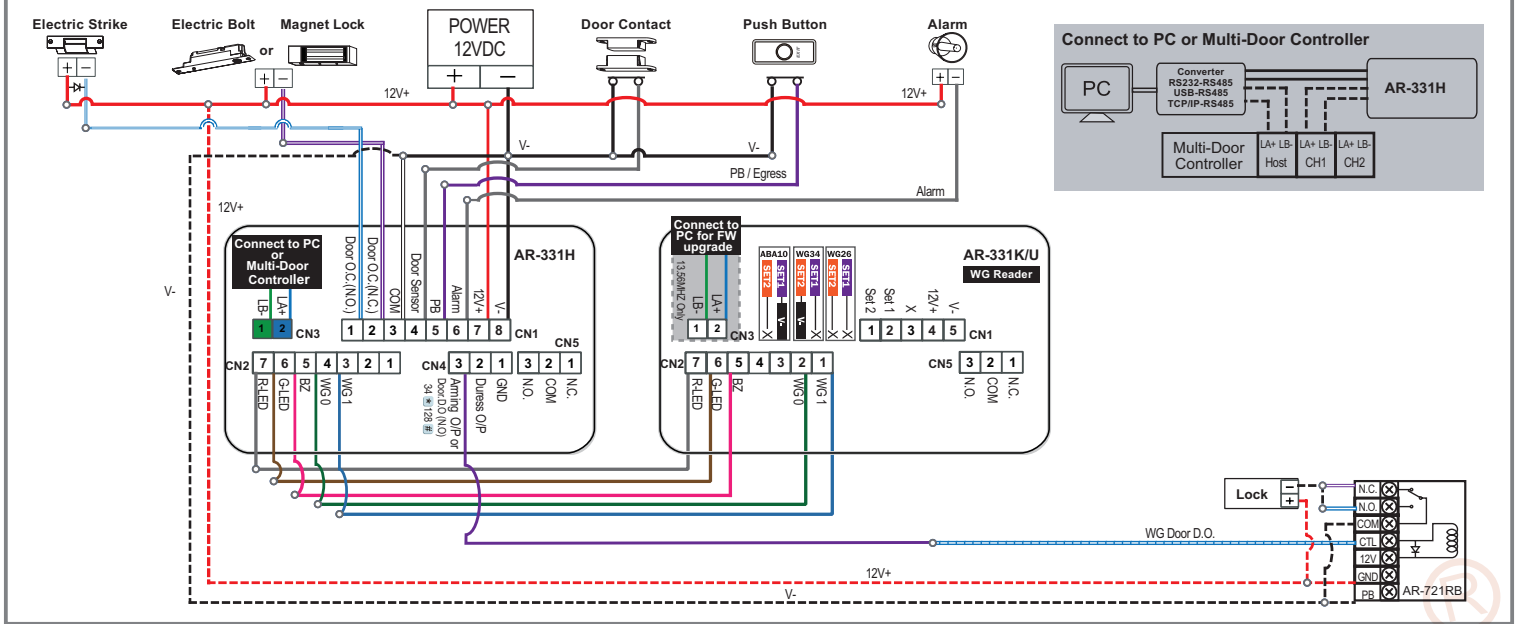 Electric Strike
Electric Bolt
or
Magnet Lock
POWER
12VDC
Door Contact
Push Button
Alarm
+ −
+ −
+ −
+ −
12V+
12V+
V-
V-
PB / Egress
Alarm
12V+
V-
Connect to PC or Multi-Door Controller
PC
Converter
RS232-RS485
USB-RS485
TCP/IP-RS485
AR-331H
Multi-Door
Controller
LA+ LB-
Host
LA+ LB-
CH1
LA+ LB-
CH2
Connect to PC
or
Multi-Door
Controller
LB-
LA+
1 2
CN3
AR-331H
Door O.C.(N.O.)
Door O.C.(N.C.)
COM
Door Sensor
PB
Alarm
12V+
V-
1 2 3 4 5 6 7 8
CN1
CN5
CN2
7 6 5 4 3 2 1
R-LED
G-LED
BZ
WG 0
WG 1
CN4
3 2 1
Arming O/P or
Door.D.O (N.O)
34 * 128 #
Duress O/P
GND
3 2 1
N.O.
COM
N.C.
Connect to
PC for FW
upgrade
13.56MHZ Only
LB-
LA+
1 2
CN3
ABA10
SET2
SET1
X
V-
WG34
SET2
SET1
V-
X
WG26
SET2
SET1
X
X
AR-331K/U
WG Reader
Set 2
Set 1
X
12V+
V-
1 2 3 4 5
CN1
CN2
7 6 5 4 3 2 1
R-LED
G-LED
BZ
WG 0
WG 1
CN5
3 2 1
N.O.
COM
N.C.
Lock
−
+
N.C.
N.O.
COM
CTL
12V
GND
PB
AR-721RB
WG Door D.O.
12V+
V-
R